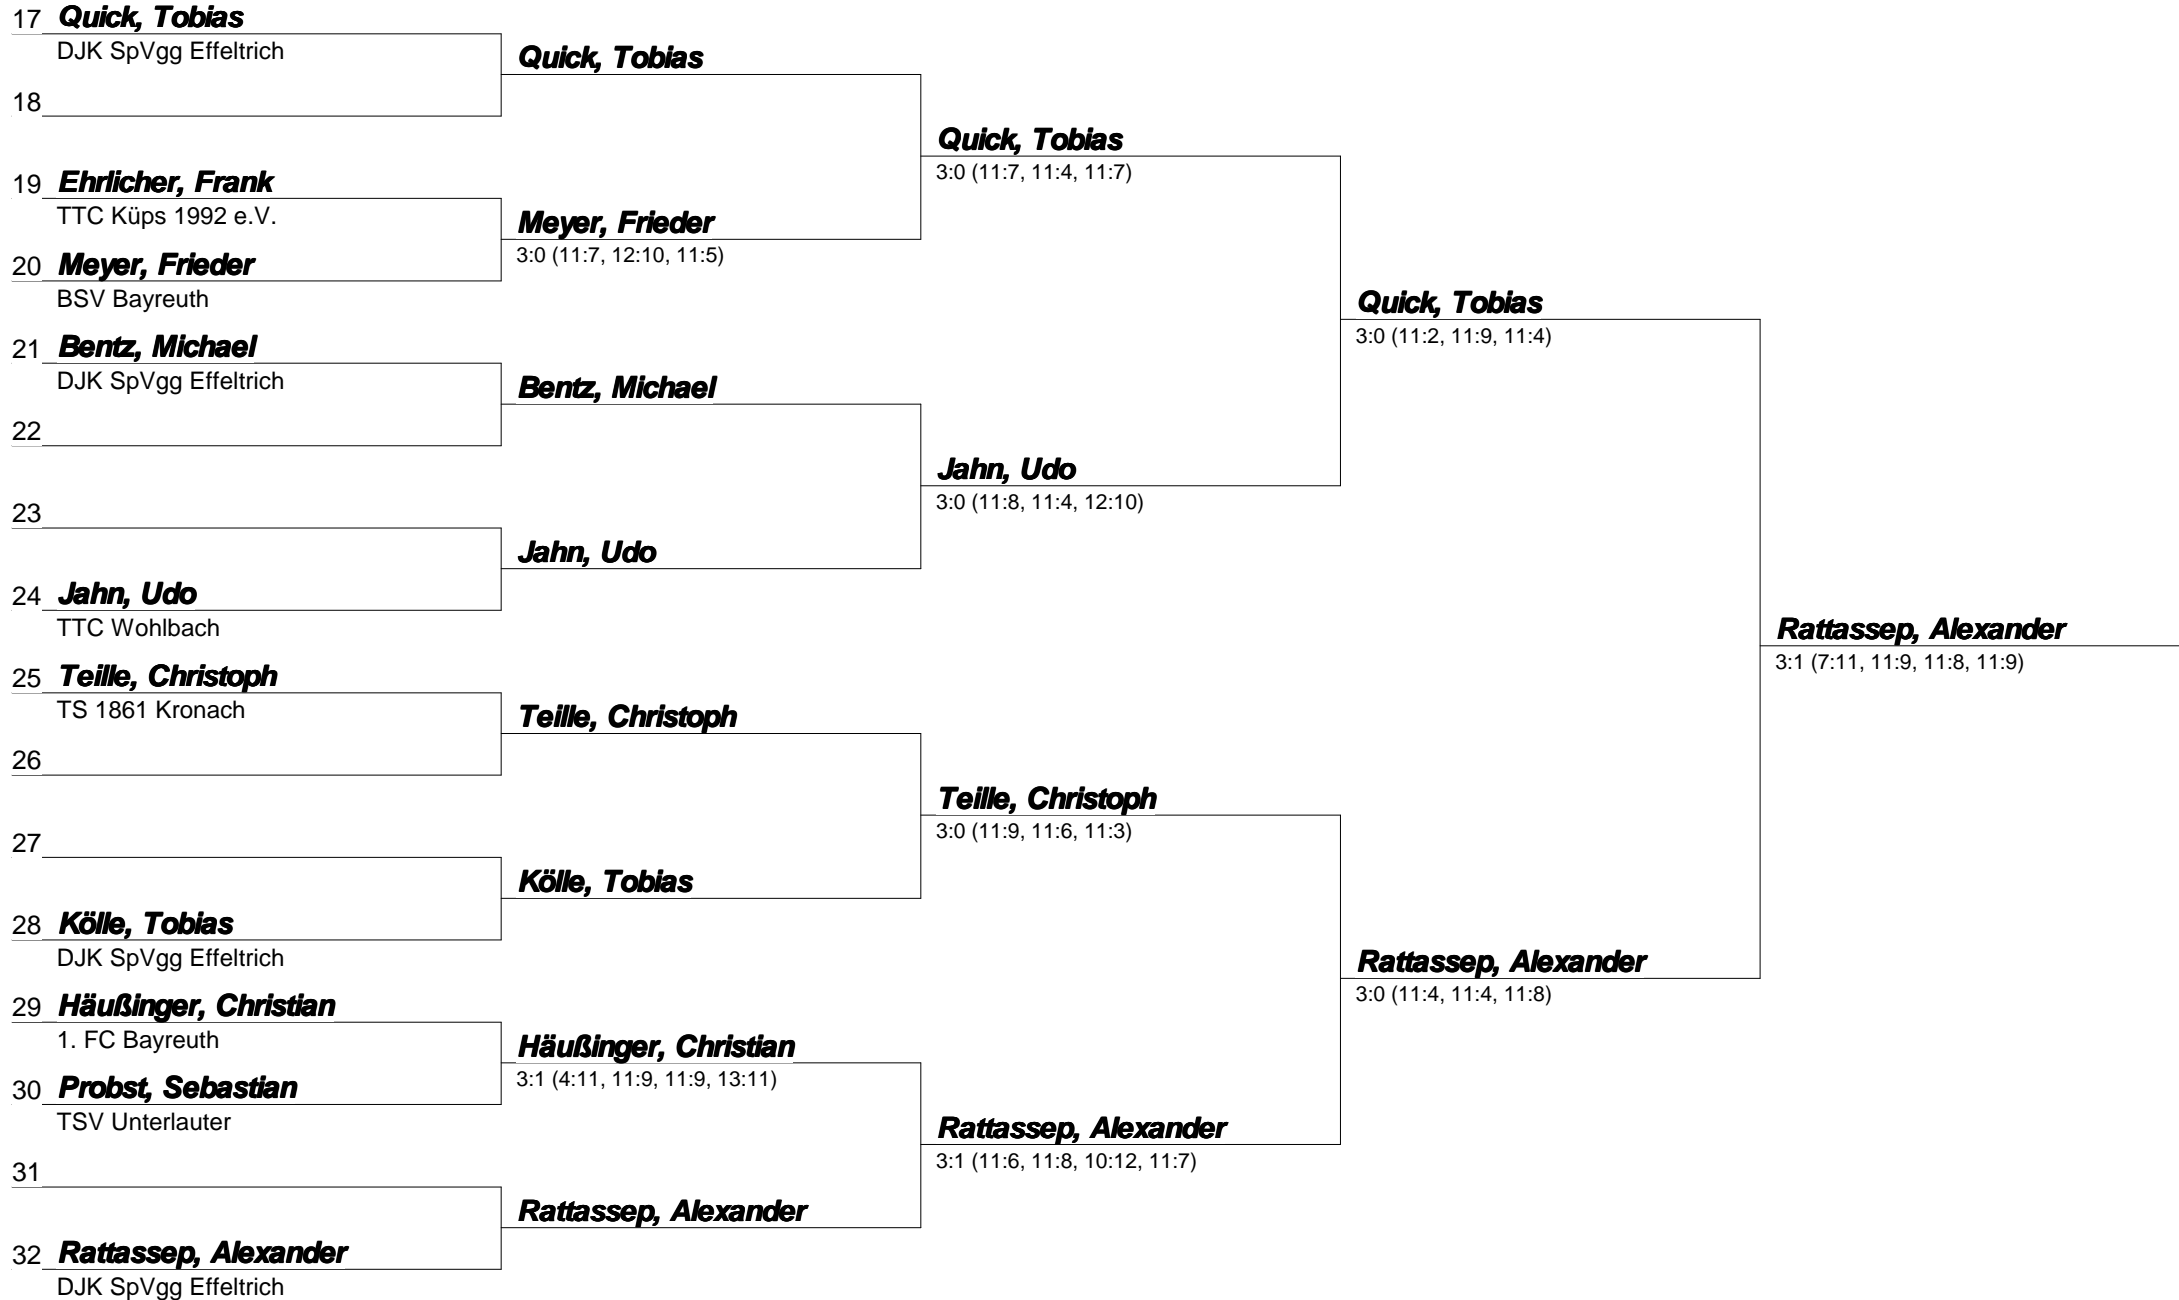 17 Quick, Tobias
DJK SpVgg Effeltrich
Quick, Tobias
18
Quick, Tobias
3:0 (11:7, 11:4, 11:7)
19 Ehrlicher, Frank
TTC Küps 1992 e.V.
Meyer, Frieder
3:0 (11:7, 12:10, 11:5)
20 Meyer, Frieder
BSV Bayreuth
Quick, Tobias
3:0 (11:2, 11:9, 11:4)
21 Bentz, Michael
DJK SpVgg Effeltrich
Bentz, Michael
22
Jahn, Udo
3:0 (11:8, 11:4, 12:10)
23
Jahn, Udo
24 Jahn, Udo
TTC Wohlbach
Rattassep, Alexander
3:1 (7:11, 11:9, 11:8, 11:9)
25 Teille, Christoph
TS 1861 Kronach
Teille, Christoph
26
Teille, Christoph
3:0 (11:9, 11:6, 11:3)
27
Kölle, Tobias
28 Kölle, Tobias
DJK SpVgg Effeltrich
Rattassep, Alexander
3:0 (11:4, 11:4, 11:8)
29 Häußinger, Christian
1. FC Bayreuth
Häußinger, Christian
3:1 (4:11, 11:9, 11:9, 13:11)
30 Probst, Sebastian
TSV Unterlauter
Rattassep, Alexander
3:1 (11:6, 11:8, 10:12, 11:7)
31
Rattassep, Alexander
32 Rattassep, Alexander
DJK SpVgg Effeltrich